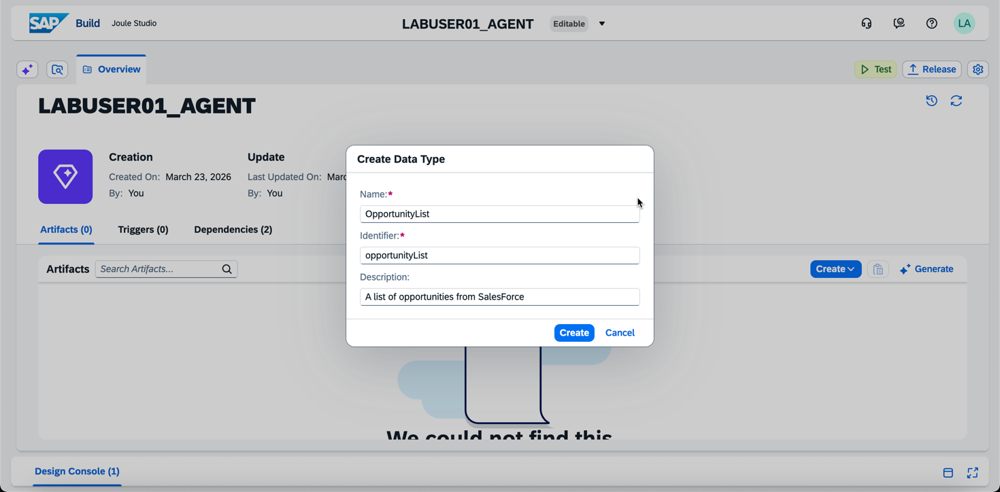 SAP Build Joule Studio LABUSER01_AGENT Editable LA
Overview Test Release
LABUSER01_AGENT
Creation Update
Created On: March 23, 2026 Last Updated On:
By: You By: You
Artifacts (0) Triggers (0) Dependencies (2)
Artifacts Search Artifacts... Create Generate
Create Data Type
Name:*
OpportunityList
Identifier:*
opportunityList
Description:
A list of opportunities from SalesForce
Create Cancel
We could not find this
Design Console (1)